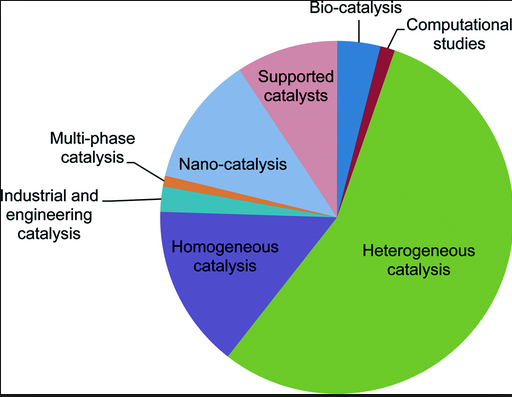 Bio-catalysis
Computational
studies
Supported
catalysts
Multi-phase
catalysis
Nano-catalysis
Industrial and
engineering
catalysis
Homogeneous
catalysis
Heterogeneous
catalysis